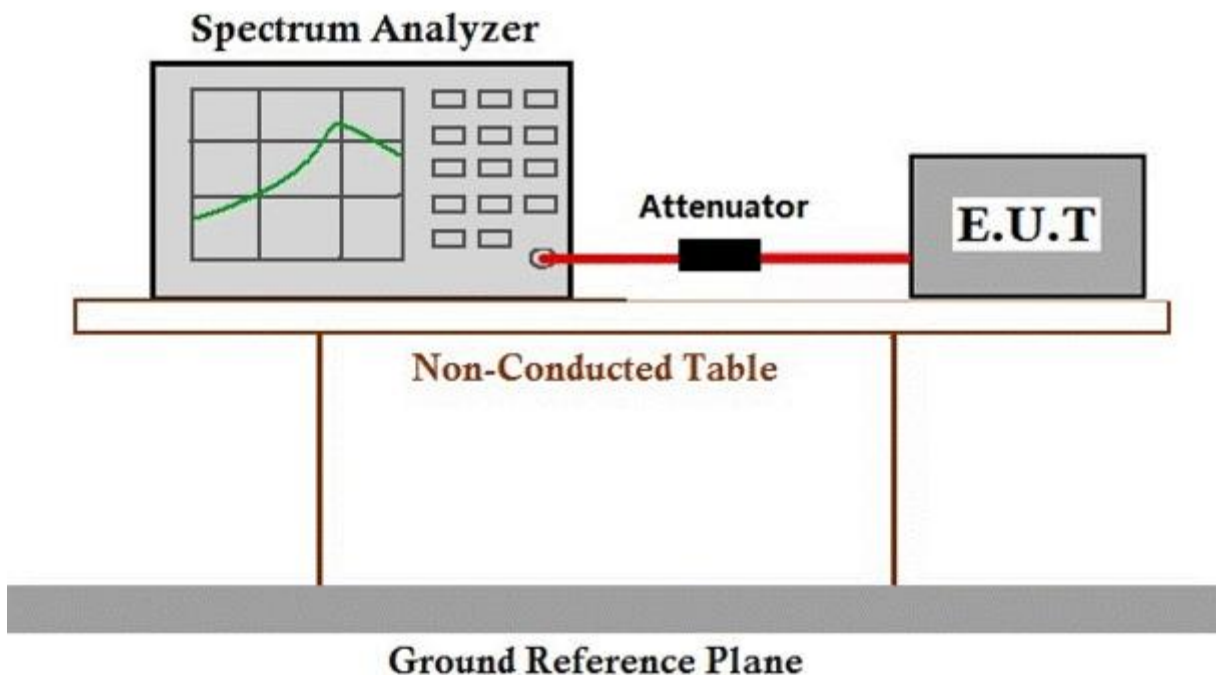 Spectrum Analyzer
Attenuator
E.U.T
Non-Conducted Table
Ground Reference Plane